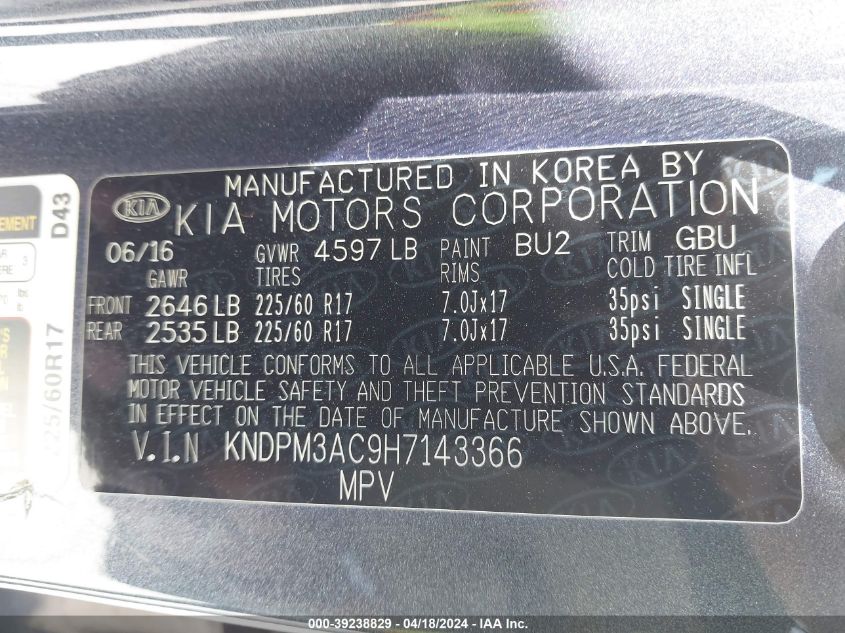 MANUFACTURED IN KOREA BY
KIA
KIA MOTORS CORPORATION
06/16 GVWR 4597 LB PAINT BU2 TRIM GBU
GAWR TIRES RIMS COLD TIRE INFL
FRONT 2646 LB 225/60 R17 7.0Jx17 35psi SINGLE
REAR 2535 LB 225/60 R17 7.0Jx17 35psi SINGLE
THIS VEHICLE CONFORMS TO ALL APPLICABLE U.S.A. FEDERAL
MOTOR VEHICLE SAFETY AND THEFT PREVENTION STANDARDS
IN EFFECT ON THE DATE OF MANUFACTURE SHOWN ABOVE.
V.I.N KNDPM3AC9H7143366
MPV
D43
225/60R17
000-39238829 - 04/18/2024 - IAA Inc.